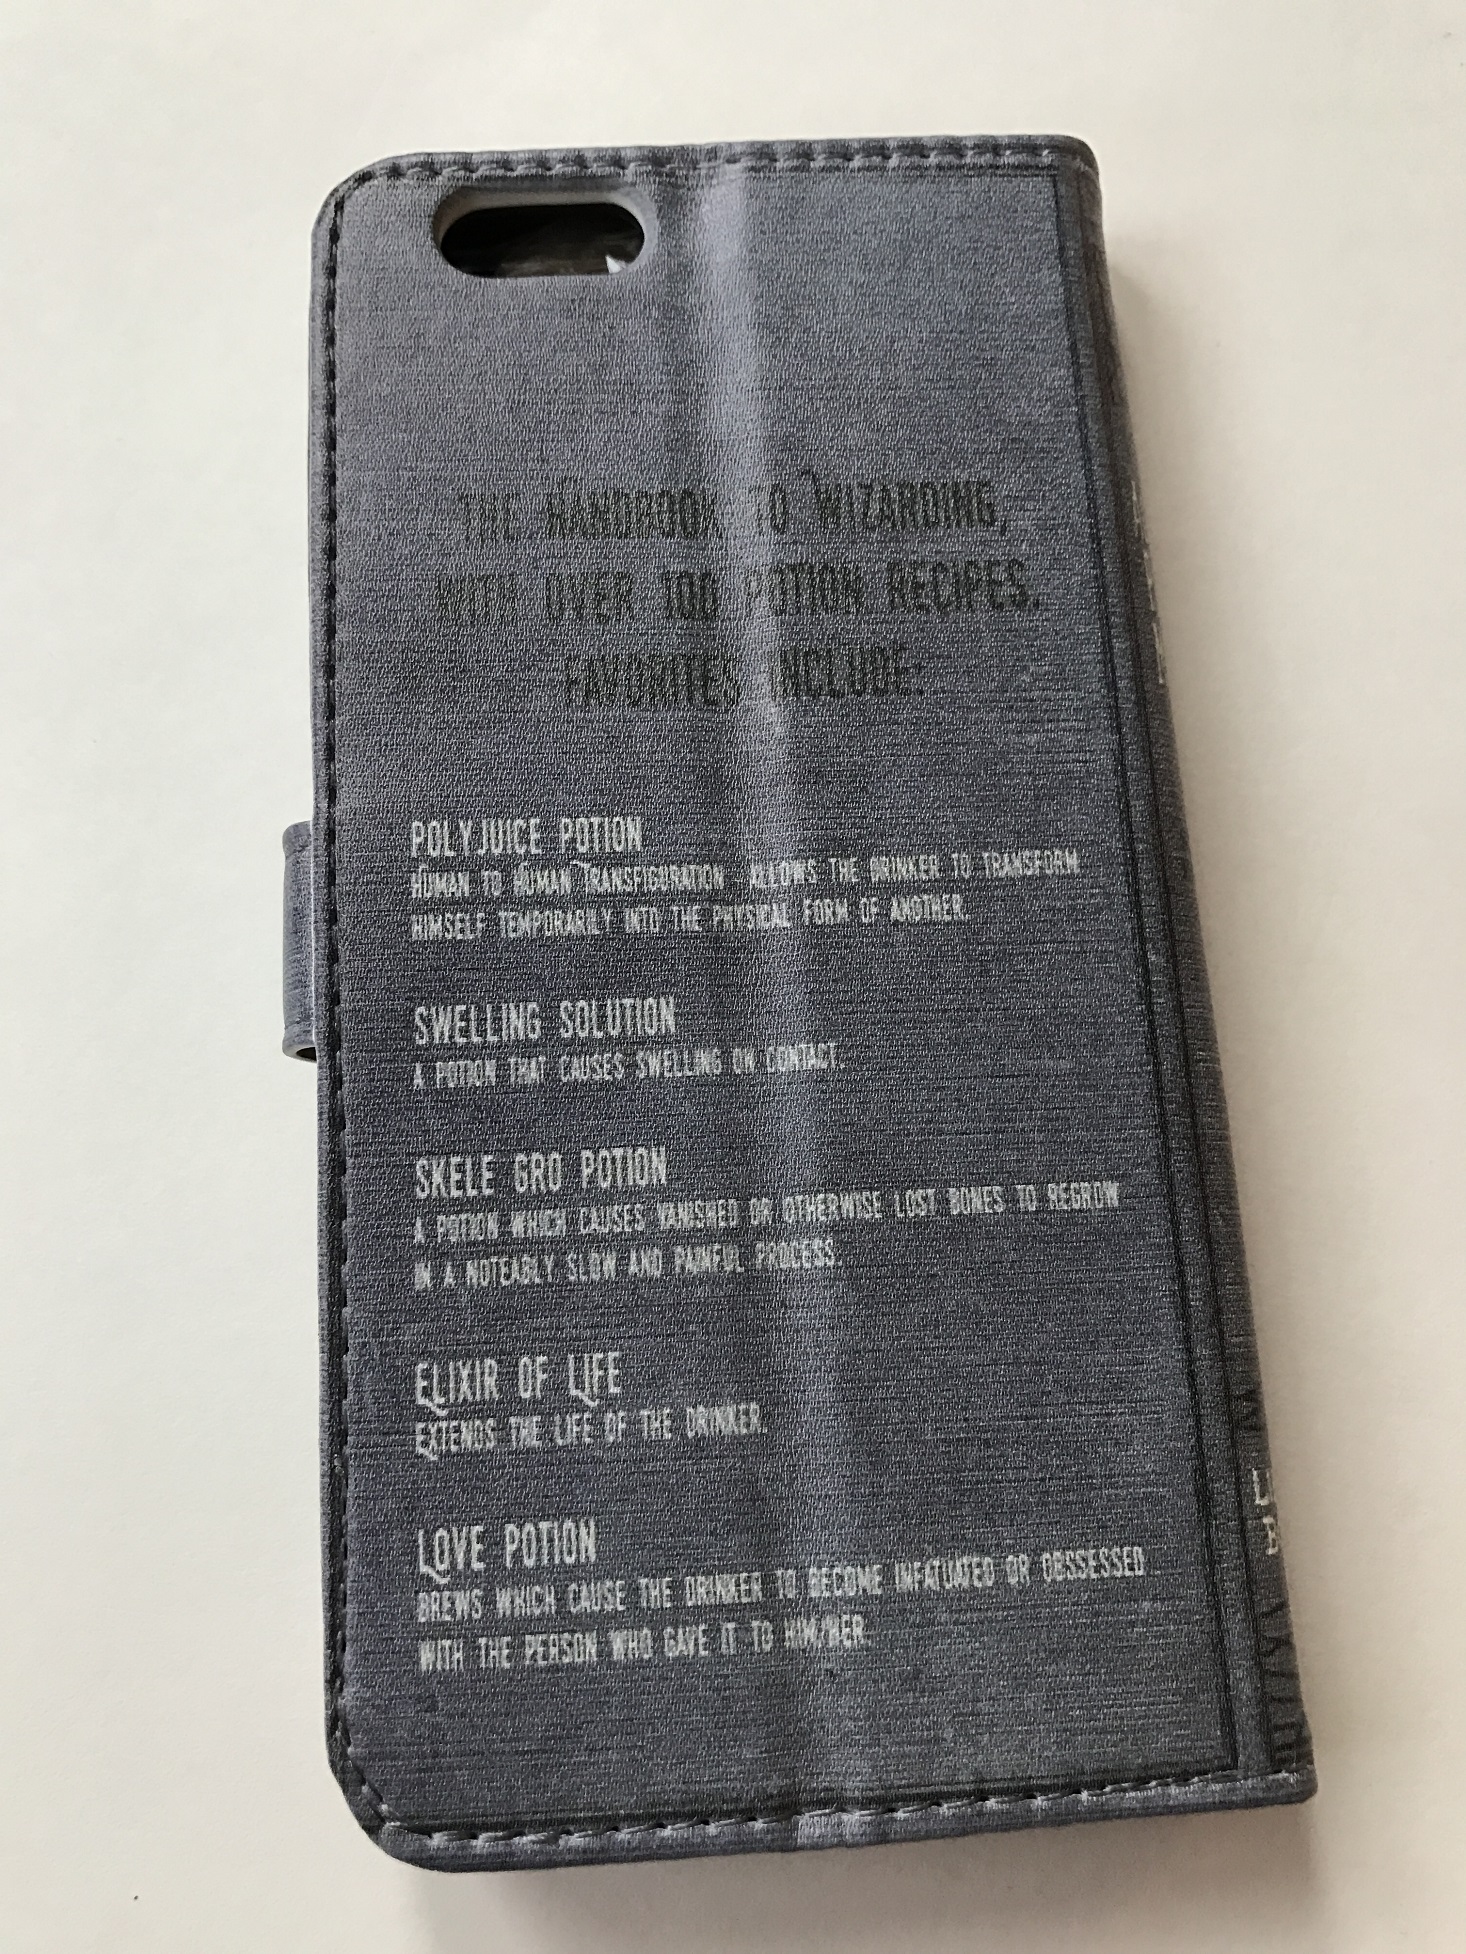 THE HANDBOOK TO WIZARDING,
WITH OVER 100 POTION RECIPES.
FAVORITES INCLUDE:
POLYJUICE POTION
HUMAN TO HUMAN TRANSFIGURATION ALLOWS THE DRINKER TO TRANSFORM
HIMSELF TEMPORARILY INTO THE PHYSICAL FORM OF ANOTHER.
SWELLING SOLUTION
A POTION THAT CAUSES SWELLING ON CONTACT.
SKELE GRO POTION
A POTION WHICH CAUSES VANISHED OR OTHERWISE LOST BONES TO REGROW
IN A NOTEABLY SLOW AND PAINFUL PROCESS.
ELIXIR OF LIFE
EXTENDS THE LIFE OF THE DRINKER.
LOVE POTION
BREWS WHICH CAUSE THE DRINKER TO BECOME INFATUATED OR OBSSESSED
WITH THE PERSON WHO GAVE IT TO HIM/HER.